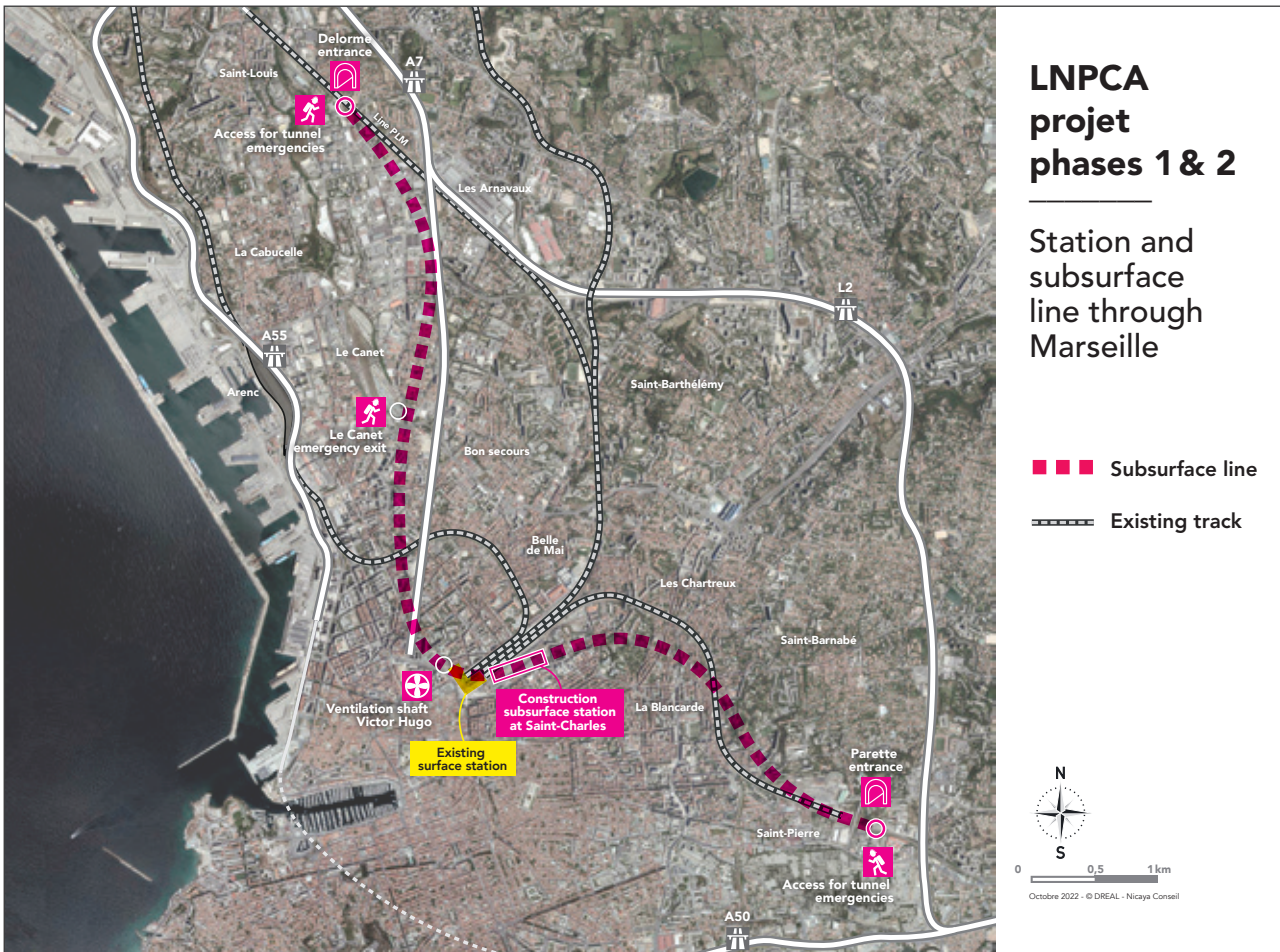 Delorme
entrance
A7
Saint-Louis
Access for tunnel
emergencies
Line PLM
Les Arnavaux
La Cabucelle
L2
A55
Le Canet
Arenc
Saint-Barthélémy
Le Canet
emergency exit
Bon secours
Belle
de Mai
Les Chartreux
Saint-Barnabé
Ventilation shaft
Victor Hugo
Construction
subsurface station
at Saint-Charles
La Blancarde
Existing
surface station
Parette
entrance
Saint-Pierre
Access for tunnel
emergencies
A50
LNPCA
projet
phases 1 & 2
Station and
subsurface
line through
Marseille
Subsurface line
Existing track
N
S
0 0,5 1km
Octobre 2022 - © DREAL - Nicaya Conseil